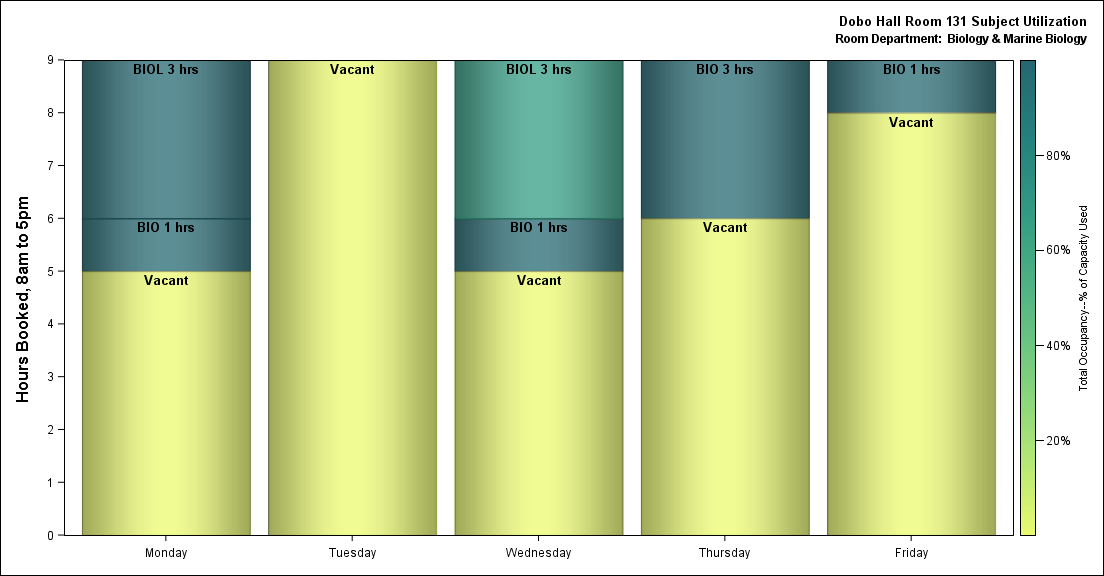 Dobo Hall Room 131 Subject Utilization
Room Department: Biology & Marine Biology
Hours Booked, 8am to 5pm
9
8
7
6
5
4
3
2
1
0
BIOL 3 hrs
BIO 1 hrs
Vacant
Vacant
BIOL 3 hrs
BIO 1 hrs
Vacant
BIO 3 hrs
Vacant
BIO 1 hrs
Vacant
Monday
Tuesday
Wednesday
Thursday
Friday
80%
60%
40%
20%
Total Occupancy--% of Capacity Used